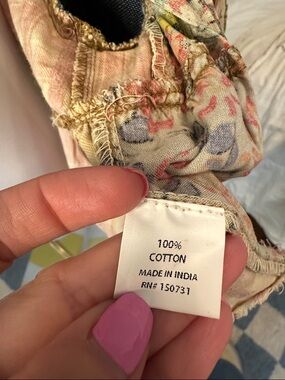 100%
COTTON
MADE IN INDIA
RN# 150731